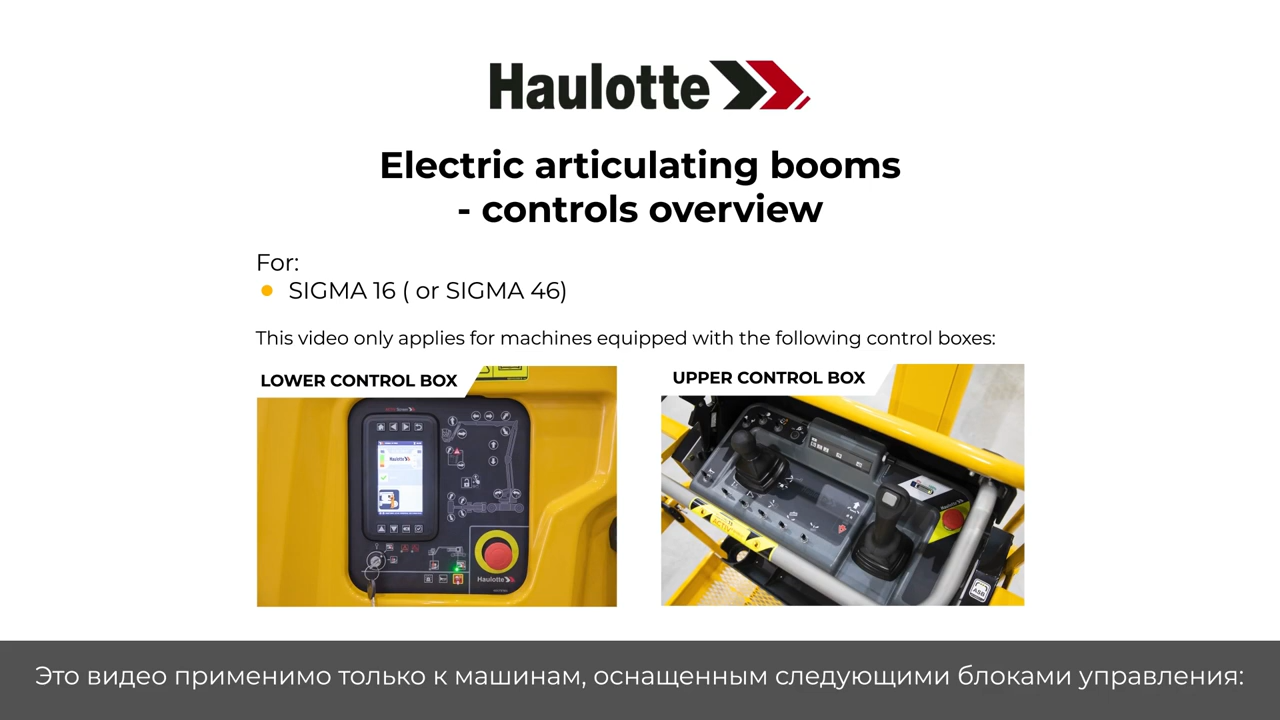 Haulotte
Electric articulating booms
- controls overview
For:
SIGMA 16 ( or SIGMA 46)
This video only applies for machines equipped with the following control boxes:
LOWER CONTROL BOX
UPPER CONTROL BOX
Haulotte
Haulotte
Это видео применимо только к машинам, оснащенным следующими блоками управления: